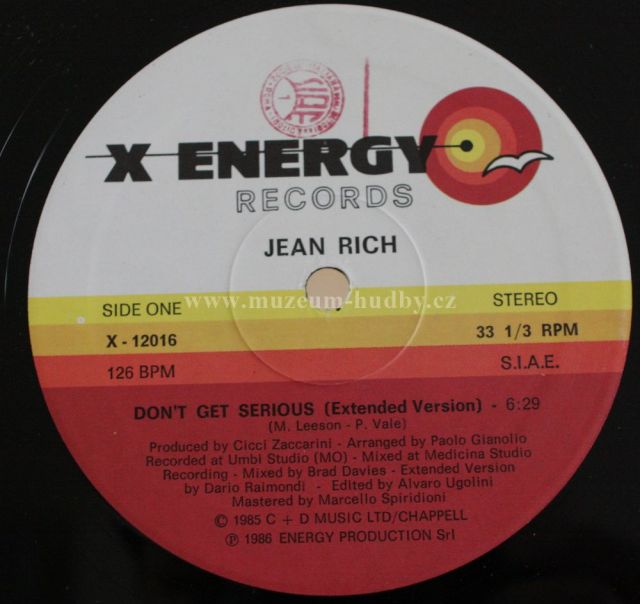 X ENERGY
RECORDS
JEAN RICH
www.muzeum-hudby.cz
SIDE ONE
STEREO
X - 12016
33 1/3 RPM
126 BPM
S.I.A.E.
DON'T GET SERIOUS (Extended Version) - 6:29
(M. Leeson - P. Vale)
Produced by Cicci Zaccarini - Arranged by Paolo Gianolio
Recorded at Umbi Studio (MO) - Mixed at Medicina Studio
Recording - Mixed by Brad Davies - Extended Version
by Dario Raimondi - Edited by Alvaro Ugolini
Mastered by Marcello Spiridioni
© 1985 C + D MUSIC LTD/CHAPPELL
℗ 1986 ENERGY PRODUCTION Srl